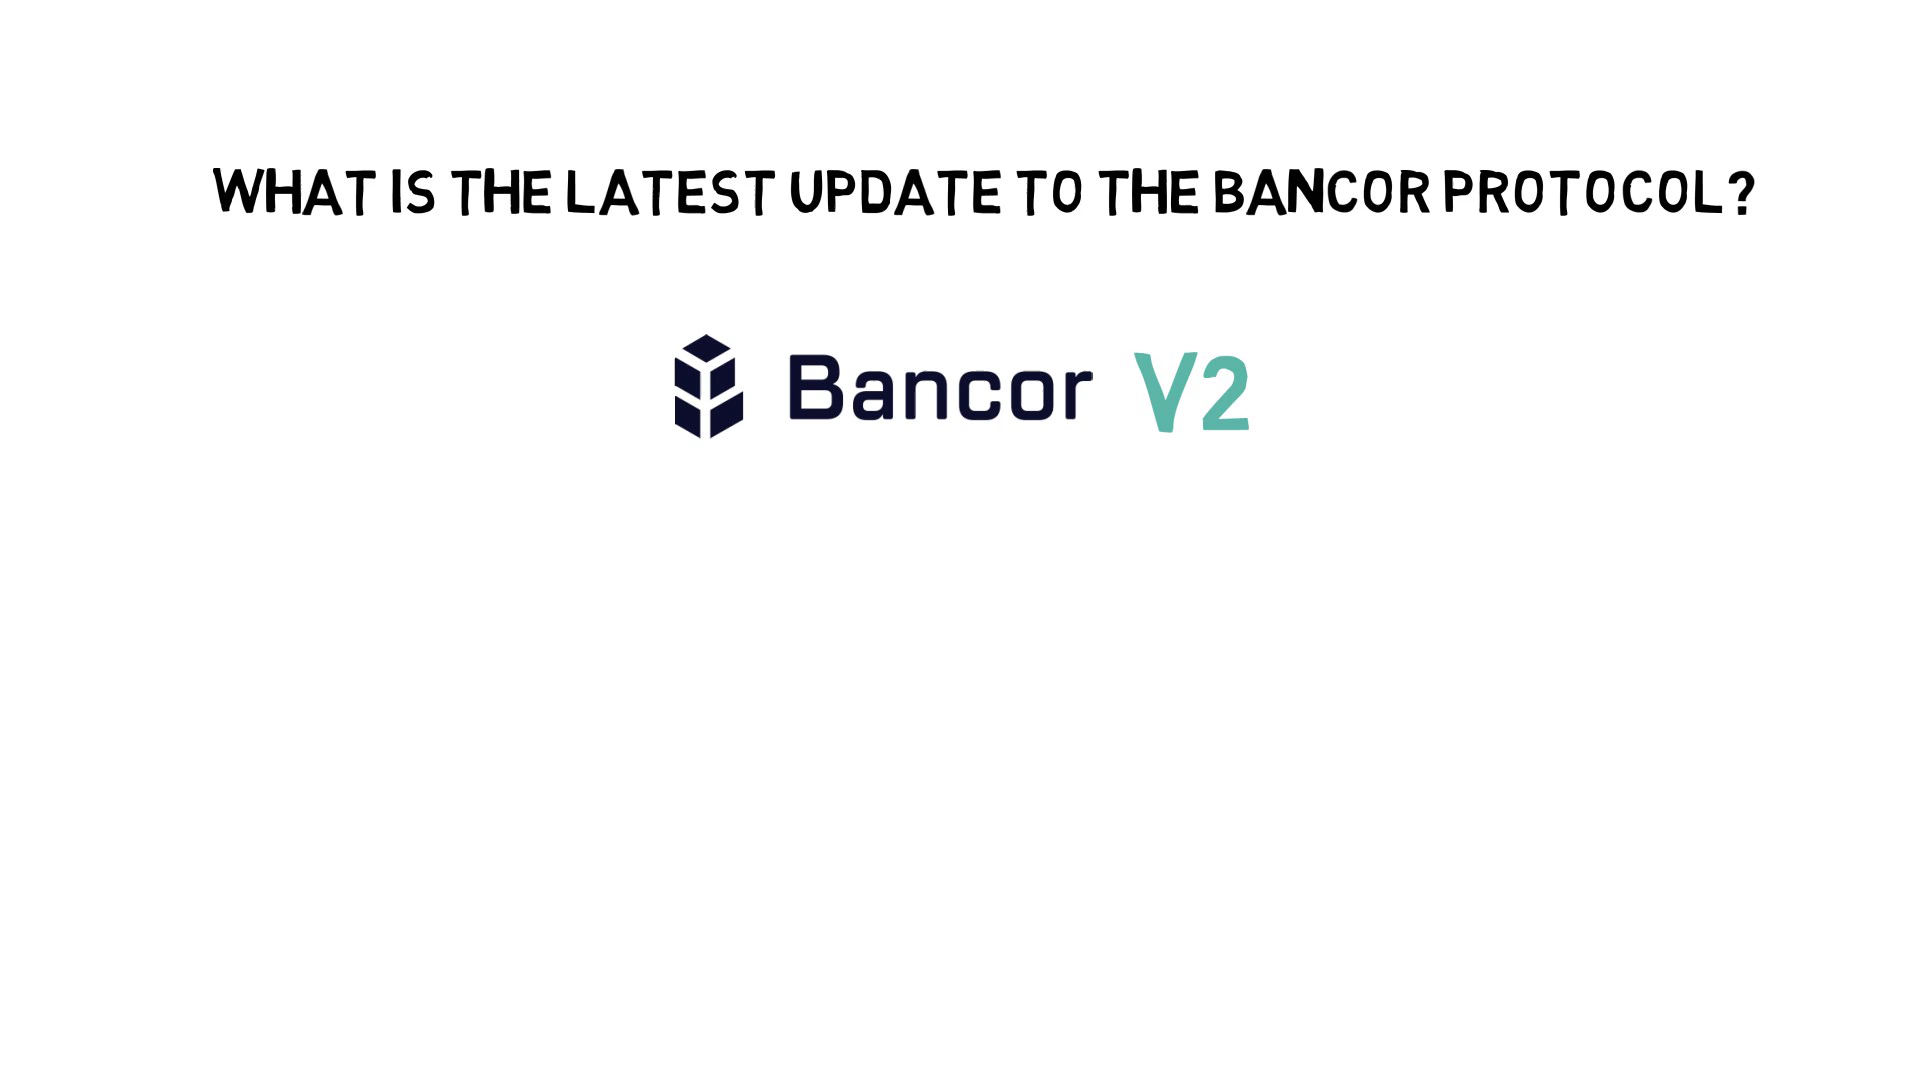 WHAT IS THE LATEST UPDATE TO THE BANCOR PROTOCOL?
Bancor V2